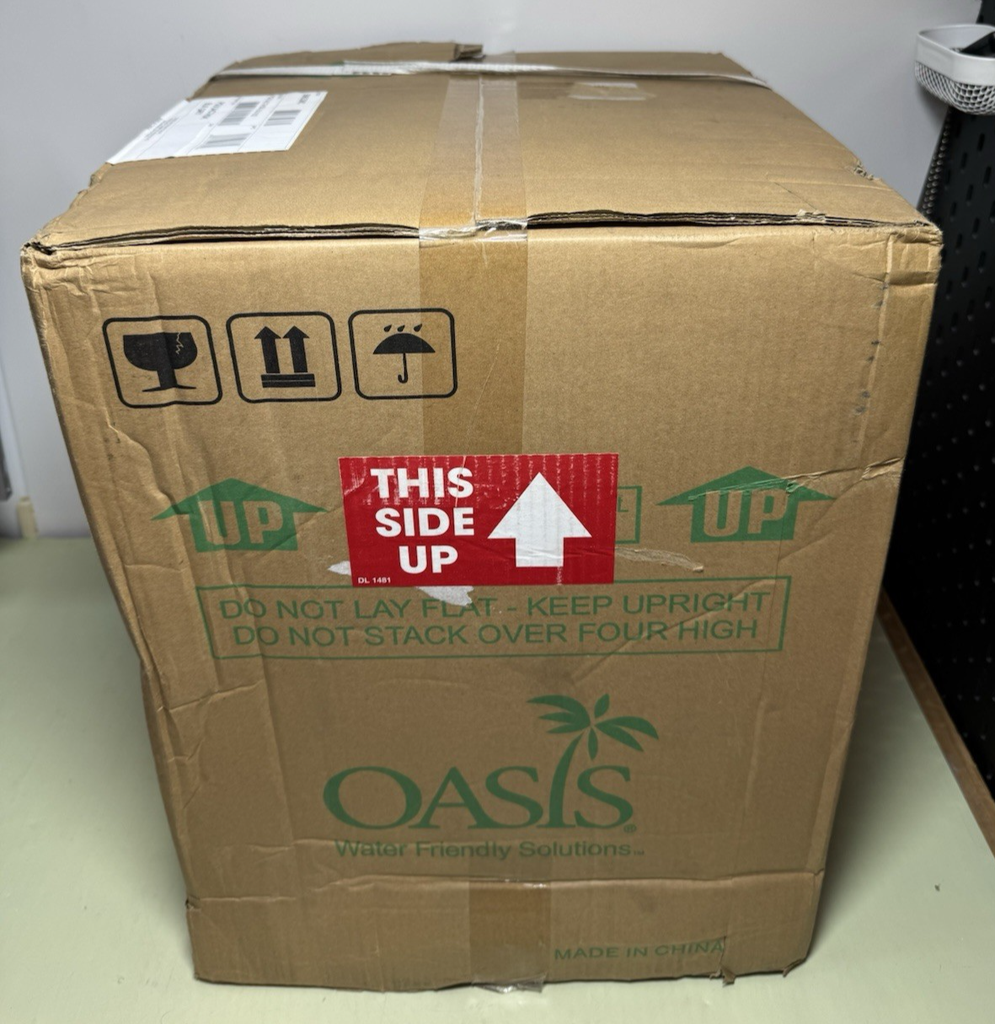 THIS
SIDE
UP
DL 1481
UP
UP
DO NOT LAY FLAT - KEEP UPRIGHT
DO NOT STACK OVER FOUR HIGH
OASIS®
Water Friendly Solutions™
MADE IN CHINA